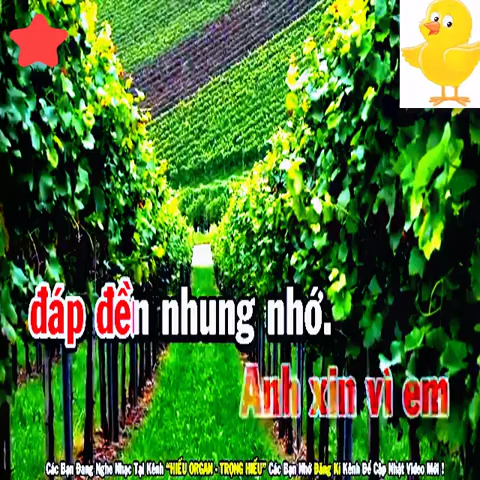 đáp đền nhung nhớ.
Anh xin vì em
Các Bạn Đang Nghe Nhạc Tại Kênh "HIẾU ORGAN - TRỌNG HIẾU" Các Bạn Nhớ Đăng Kí Kênh Để Cập Nhật Video Mới !